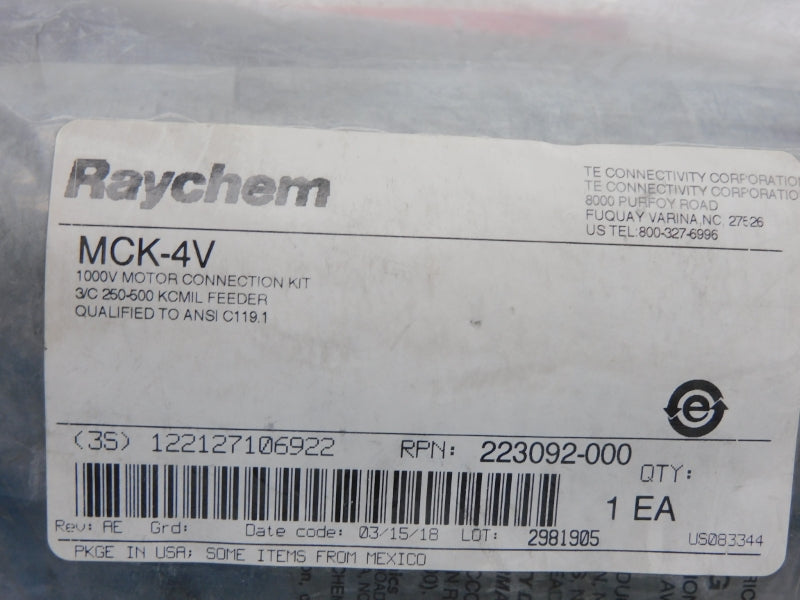 Raychem
TE CONNECTIVITY CORPORATIO
TE CONNECTIVITY CORPORATIO
8000 PURFOY ROAD
FUQUAY VARINA, NC, 27526
US TEL:800-327-6996
MCK-4V
1000V MOTOR CONNECTION KIT
3/C 250-500 KCMIL FEEDER
QUALIFIED TO ANSI C119.1
e
(3S) 122127106922 RPN: 223092-000
QTY:
1 EA
Rev: AE Grd: Date code: 03/15/18 LOT: 2981905 US083344
PKGE IN USA; SOME ITEMS FROM MEXICO